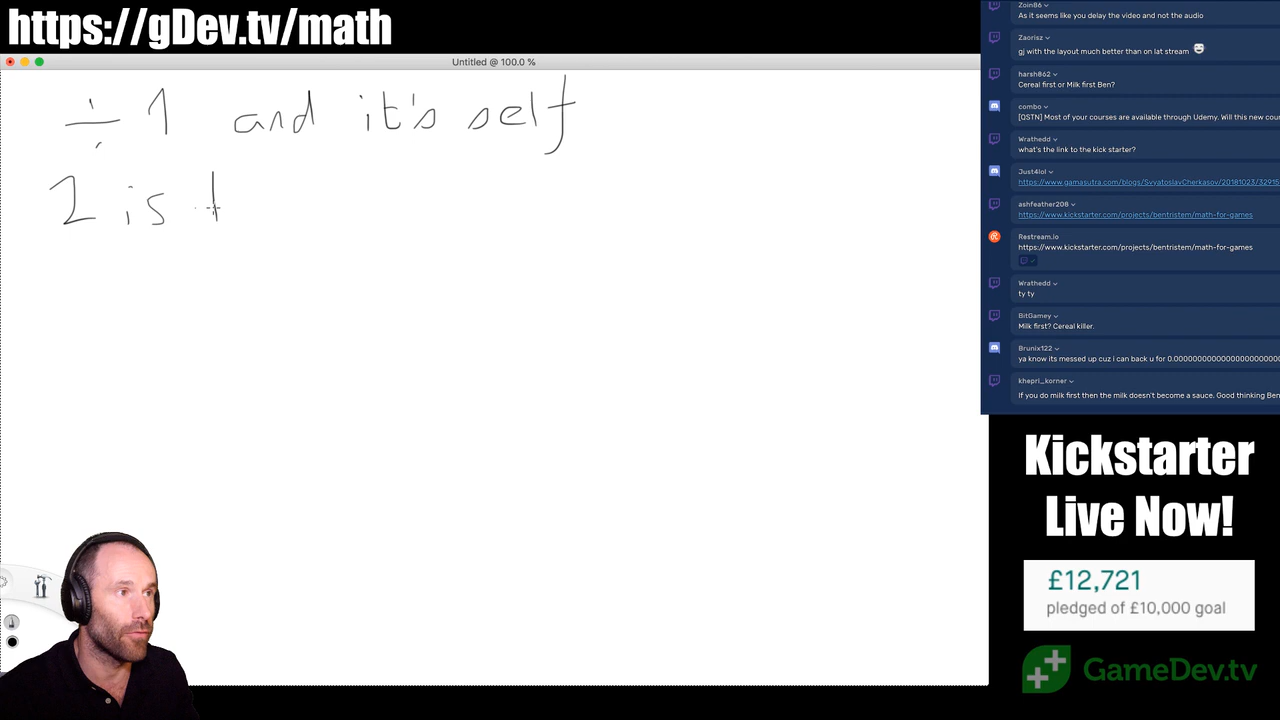 https://gDev.tv/math
Untitled @ 100.0 %
÷ 1 and it's self
2 is t
Zoin86
As it seems like you delay the video and not the audio
Zaorisz
gj with the layout much better than on lat stream
harsh862
Cereal first or Milk first Ben?
combo
[QSTN] Most of your courses are available through Udemy. Will this new cou
Wrathedd
what's the link to the kick starter?
Just4lol
https://www.gamasutra.com/blogs/SvyatoslavCherkasov/20181023/32915
ashfeather208
https://www.kickstarter.com/projects/bentristem/math-for-games
Restream.io
https://www.kickstarter.com/projects/bentristem/math-for-games
Wrathedd
ty ty
BitGamey
Milk first? Cereal killer.
Brunix122
ya know its messed up cuz i can back u for
khepri_korner
If you do milk first then the milk doesn't become a sauce. Good thinking Ben
Kickstarter
Live Now!
£12,721
pledged of £10,000 goal
GameDev.tv